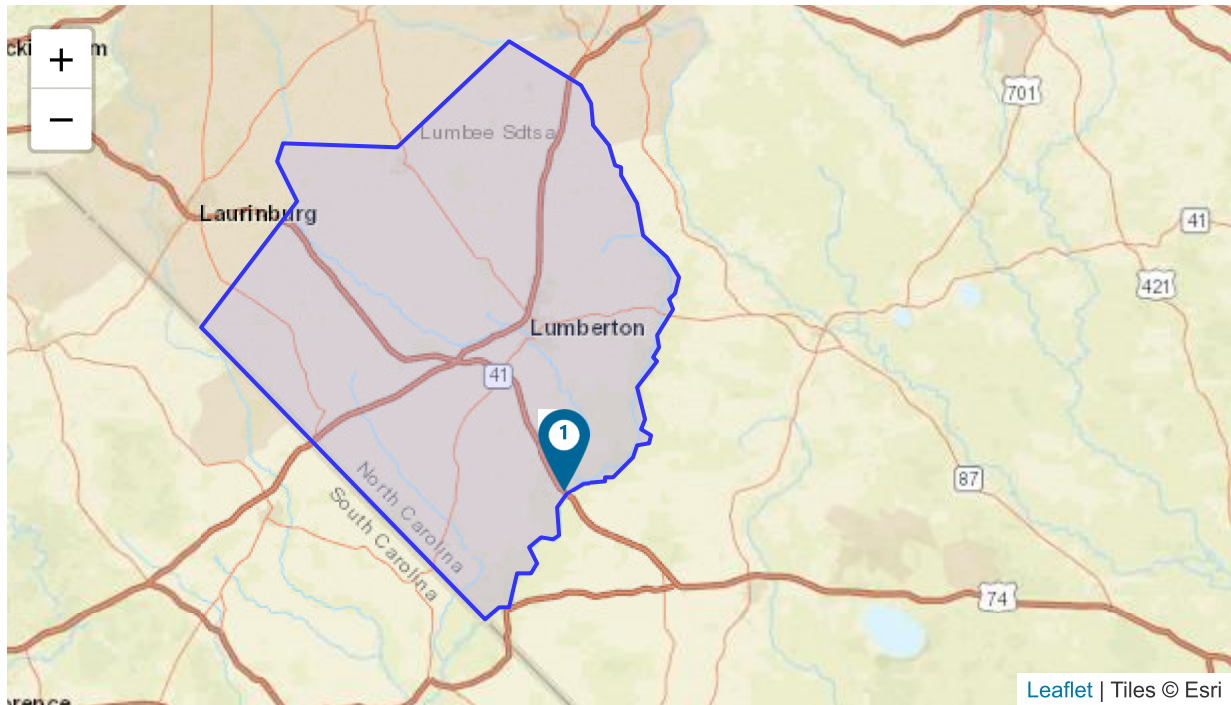 +
−
701
Lumbee Sdtsa
Laurinburg
41
421
Lumberton
41
1
87
North Carolina
South Carolina
74
Leaflet | Tiles © Esri